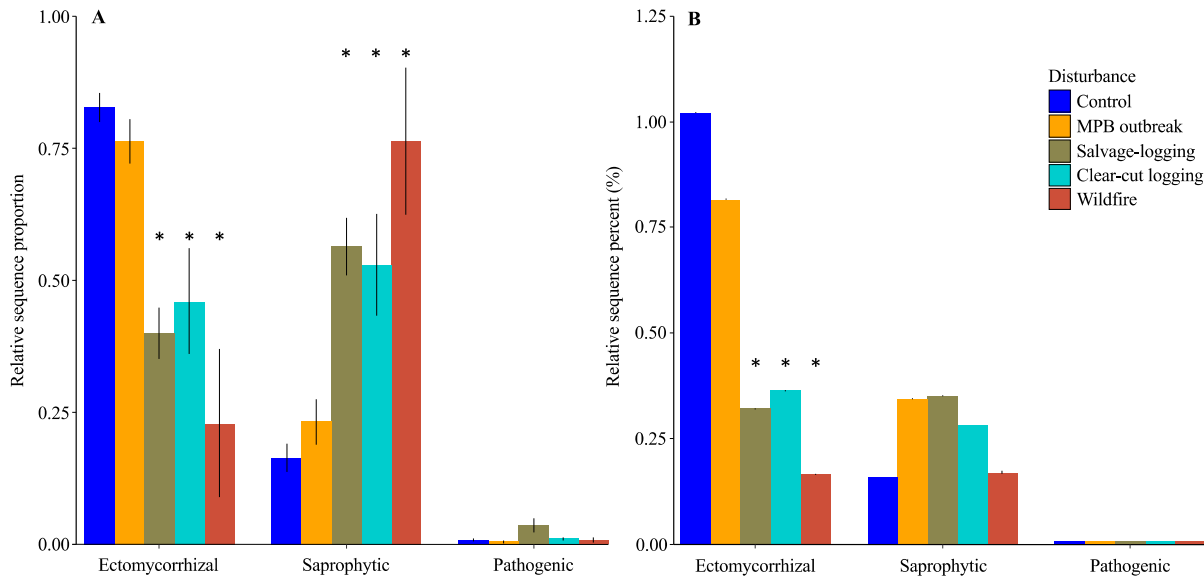 A
Relative sequence proportion
1.00
0.75
0.50
0.25
0.00
* * *
* * *
Ectomycorrhizal Saprophytic Pathogenic
B
Relative sequence percent (%)
1.25
1.00
0.75
0.50
0.25
0.00
* * *
Ectomycorrhizal Saprophytic Pathogenic
Disturbance
Control
MPB outbreak
Salvage-logging
Clear-cut logging
Wildfire